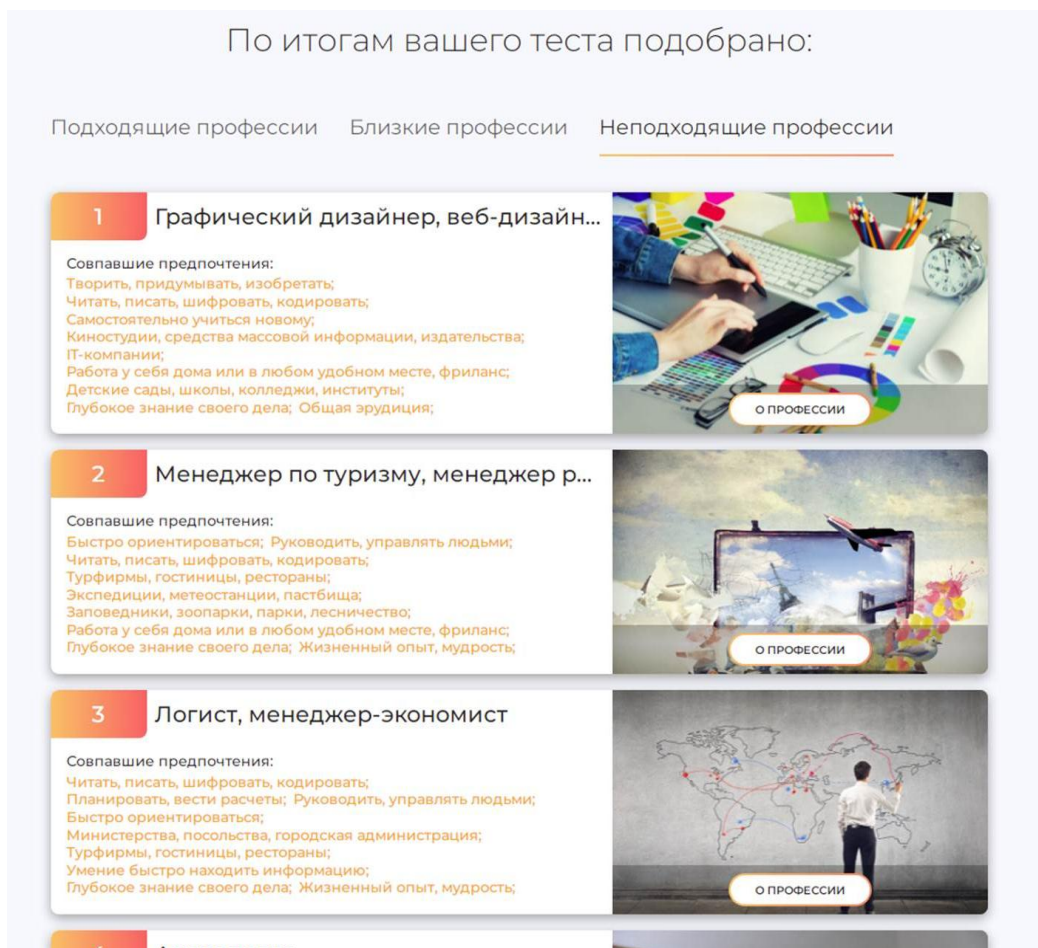 По итогам вашего теста подобрано:
Подходящие профессии Близкие профессии Неподходящие профессии
1 Графический дизайнер, веб-дизайн...
Совпавшие предпочтения:
Творить, придумывать, изобретать;
Читать, писать, шифровать, кодировать;
Самостоятельно учиться новому;
Киностудии, средства массовой информации, издательства;
IT-компании;
Работа у себя дома или в любом удобном месте, фриланс;
Детские сады, школы, колледжи, институты;
Глубокое знание своего дела; Общая эрудиция;
О ПРОФЕССИИ
2 Менеджер по туризму, менеджер р...
Совпавшие предпочтения:
Быстро ориентироваться; Руководить, управлять людьми;
Читать, писать, шифровать, кодировать;
Турфирмы, гостиницы, рестораны;
Экспедиции, метеостанции, пастбища;
Заповедники, зоопарки, парки, лесничество;
Работа у себя дома или в любом удобном месте, фриланс;
Глубокое знание своего дела; Жизненный опыт, мудрость;
О ПРОФЕССИИ
3 Логист, менеджер-экономист
Совпавшие предпочтения:
Читать, писать, шифровать, кодировать;
Планировать, вести расчеты; Руководить, управлять людьми;
Быстро ориентироваться;
Министерства, посольства, городская администрация;
Турфирмы, гостиницы, рестораны;
Умение быстро находить информацию;
Глубокое знание своего дела; Жизненный опыт, мудрость;
О ПРОФЕССИИ